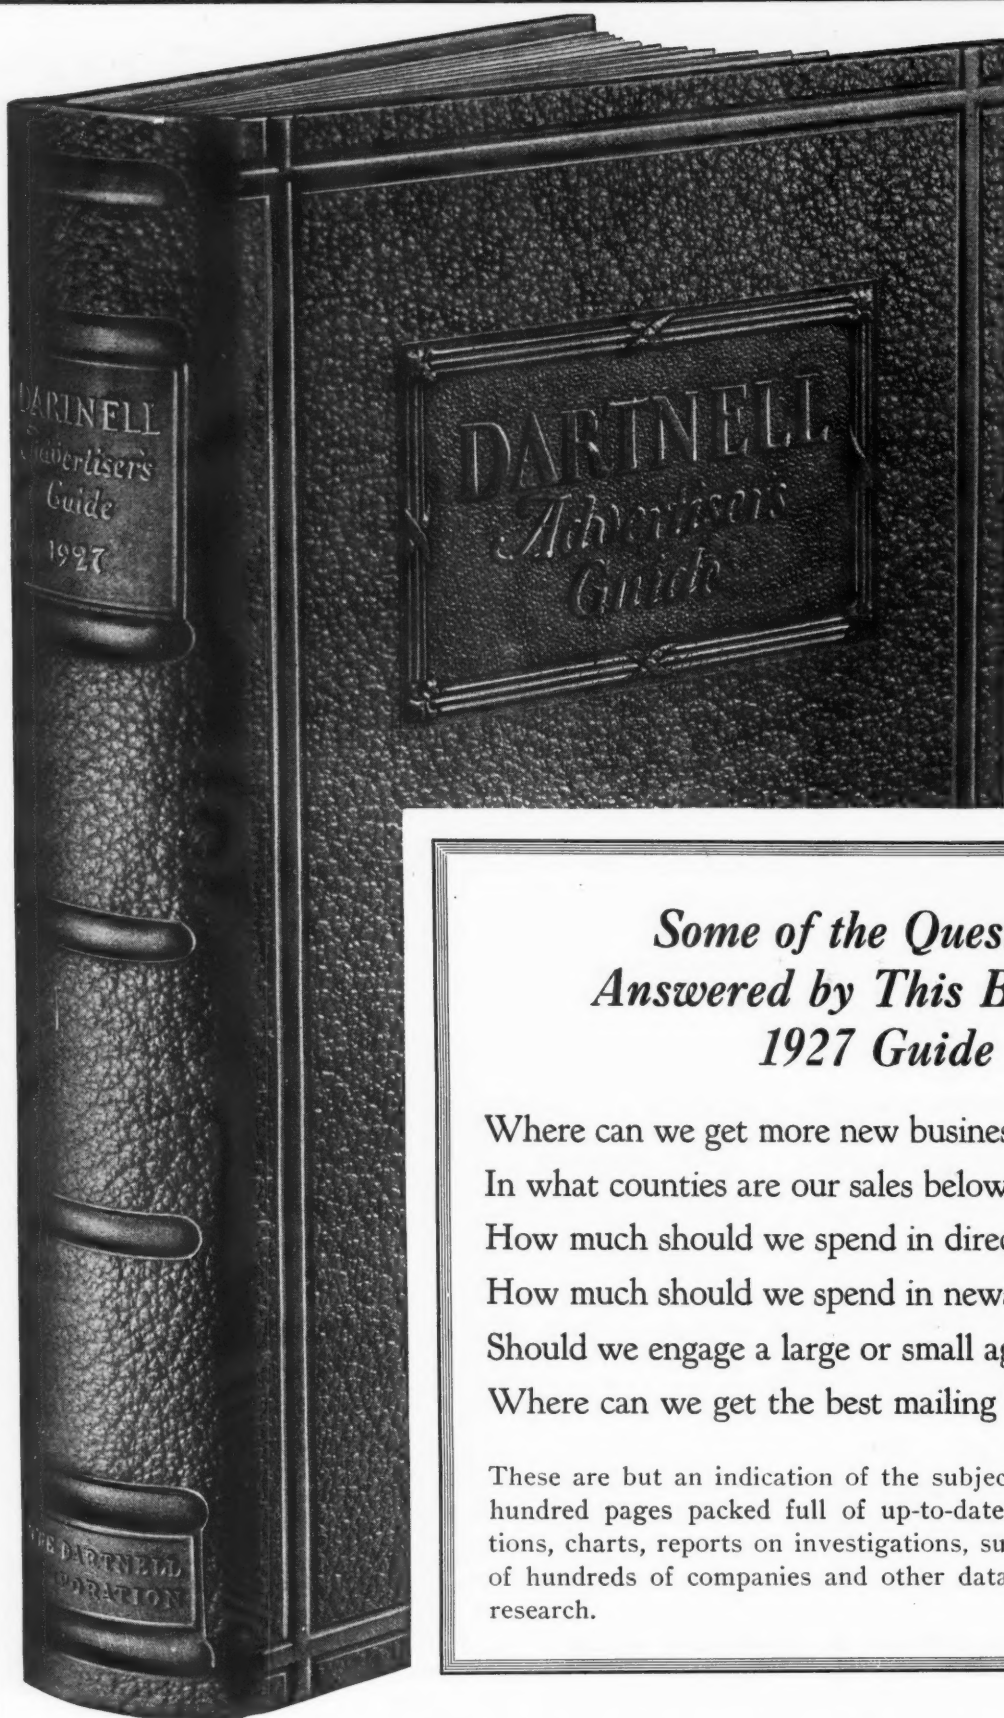 DARTNELL
Advertiser's
Guide
1927
DARTNELL
Advertisers
Guide
THE DARTNELL
CORPORATION
Some of the Ques
Answered by This B
1927 Guide
Where can we get more new busines
In what counties are our sales below
How much should we spend in direc
How much should we spend in news
Should we engage a large or small ag
Where can we get the best mailing
These are but an indication of the subjec
hundred pages packed full of up-to-date
tions, charts, reports on investigations, su
of hundreds of companies and other data
research.